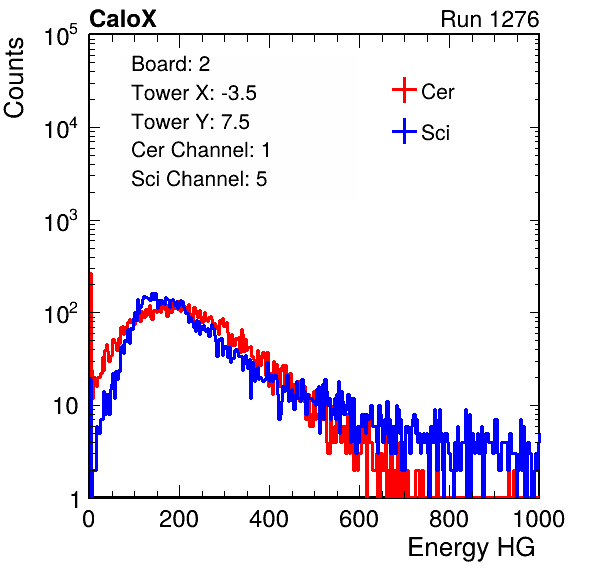 CaloX Run 1276
Board: 2
Tower X: -3.5
Tower Y: 7.5
Cer Channel: 1
Sci Channel: 5
Cer
Sci
Counts
10^5
10^4
10^3
10^2
10
1
0 200 400 600 800 1000
Energy HG